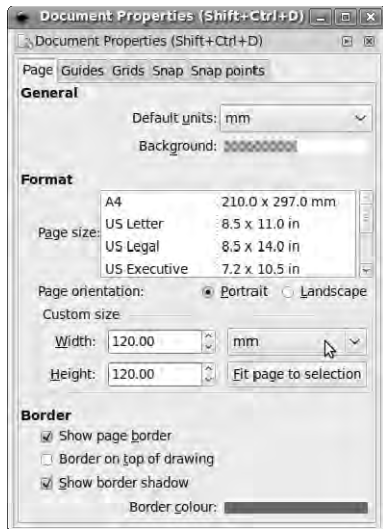 Document Properties (Shift+Ctrl+D)
Document Properties (Shift+Ctrl+D)
Page Guides Grids Snap Snap points
General
Default units: mm
Background:
Format
Page size:
A4 210.0 x 297.0 mm
US Letter 8.5 x 11.0 in
US Legal 8.5 x 14.0 in
US Executive 7.2 x 10.5 in
Page orientation: Portrait Landscape
Custom size
Width: 120.00 mm
Height: 120.00 Fit page to selection
Border
Show page border
Border on top of drawing
Show border shadow
Border colour: